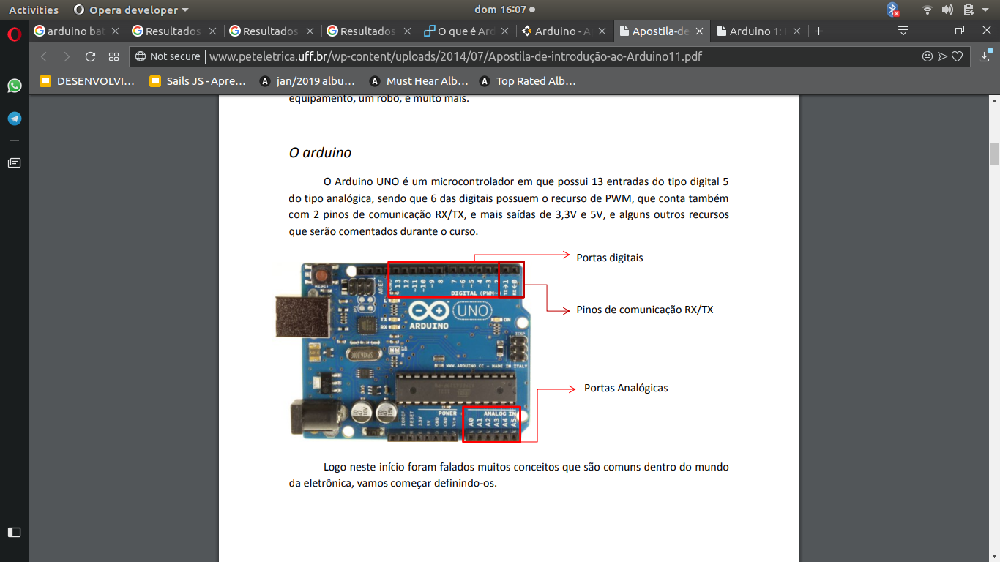 Activities
Opera developer
dom 16:07
arduino bat
Resultados
Resultados
Resultados
O que é Ard
Arduino - Ap
Apostila-de
Arduino 1:
Not secure
www.peteletrica.uff.br/wp-content/uploads/2014/07/Apostila-de-introdução-ao-Arduino11.pdf
DESENVOLVI...
Sails JS - Apre...
jan/2019 albu...
Must Hear Alb...
Top Rated Alb...
equipamento, um robô, e muito mais.
O arduino
O Arduino UNO é um microcontrolador em que possui 13 entradas do tipo digital 5
do tipo analógica, sendo que 6 das digitais possuem o recurso de PWM, que conta também
com 2 pinos de comunicação RX/TX, e mais saídas de 3,3V e 5V, e alguns outros recursos
que serão comentados durante o curso.
Portas digitais
Pinos de comunicação RX/TX
Portas Analógicas
AREF
GND
13
12
~11
~10
~9
8
7
~6
~5
4
~3
2
TX→1
RX←0
DIGITAL (PWM~
L
TX
RX
ARDUINO
UNO
ON
ICSP
WWW.ARDUINO.CC - MADE IN ITALY
POWER
ANALOG IN
IOREF
RESET
3.3V
5V
GND
GND
Vin
A0
A1
A2
A3
A4
A5
Logo neste início foram falados muitos conceitos que são comuns dentro do mundo
da eletrônica, vamos começar definindo-os.